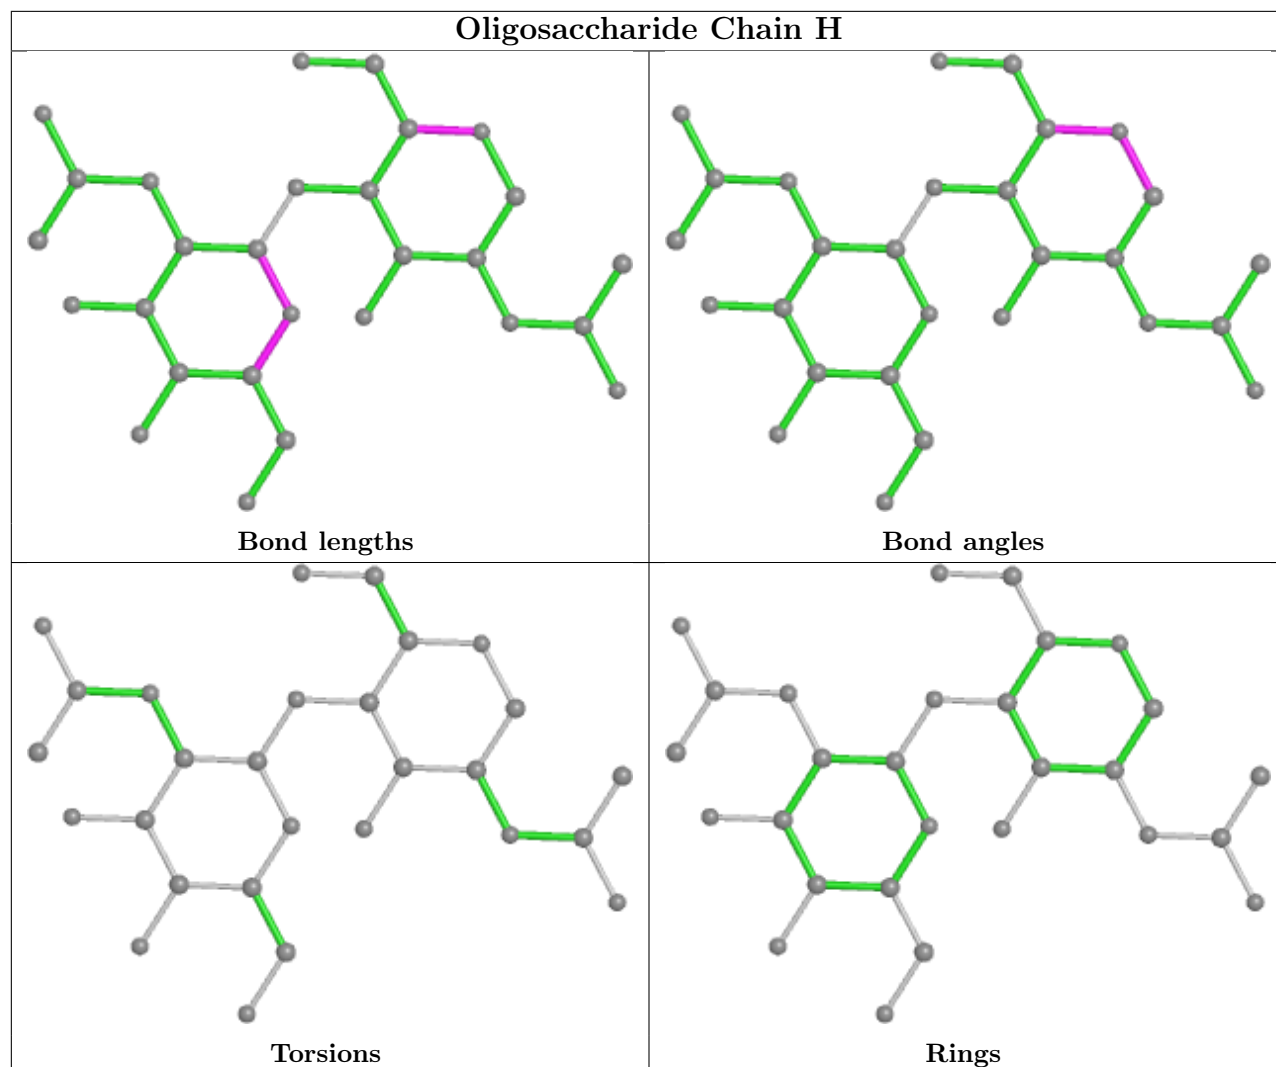 Oligosaccharide Chain H
Bond lengths
Bond angles
Torsions
Rings